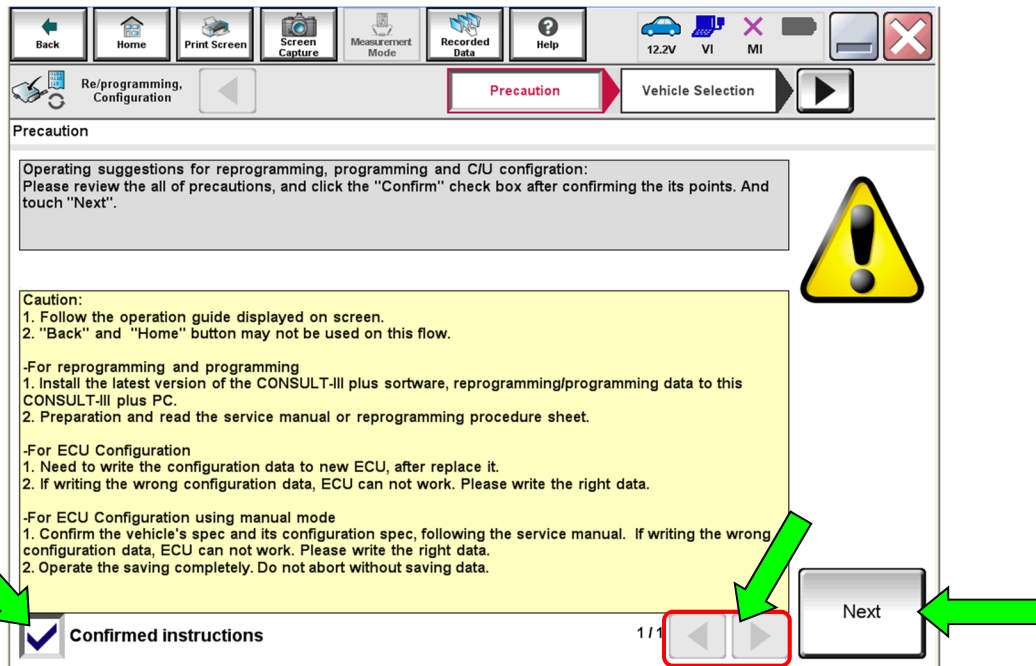 Back
Home
Print Screen
Screen
Capture
Measurement
Mode
Recorded
Data
Help
12.2V
VI
MI
Re/programming,
Configuration
Precaution
Vehicle Selection
Precaution
Operating suggestions for reprogramming, programming and C/U configration:
Please review the all of precautions, and click the "Confirm" check box after confirming the its points. And
touch "Next".
Caution:
1. Follow the operation guide displayed on screen.
2. "Back" and "Home" button may not be used on this flow.
-For reprogramming and programming
1. Install the latest version of the CONSULT-III plus sortware, reprogramming/programming data to this
CONSULT-III plus PC.
2. Preparation and read the service manual or reprogramming procedure sheet.
-For ECU Configuration
1. Need to write the configuration data to new ECU, after replace it.
2. If writing the wrong configuration data, ECU can not work. Please write the right data.
-For ECU Configuration using manual mode
1. Confirm the vehicle's spec and its configuration spec, following the service manual. If writing the wrong
configuration data, ECU can not work. Please write the right data.
2. Operate the saving completely. Do not abort without saving data.
Confirmed instructions
1/1
Next